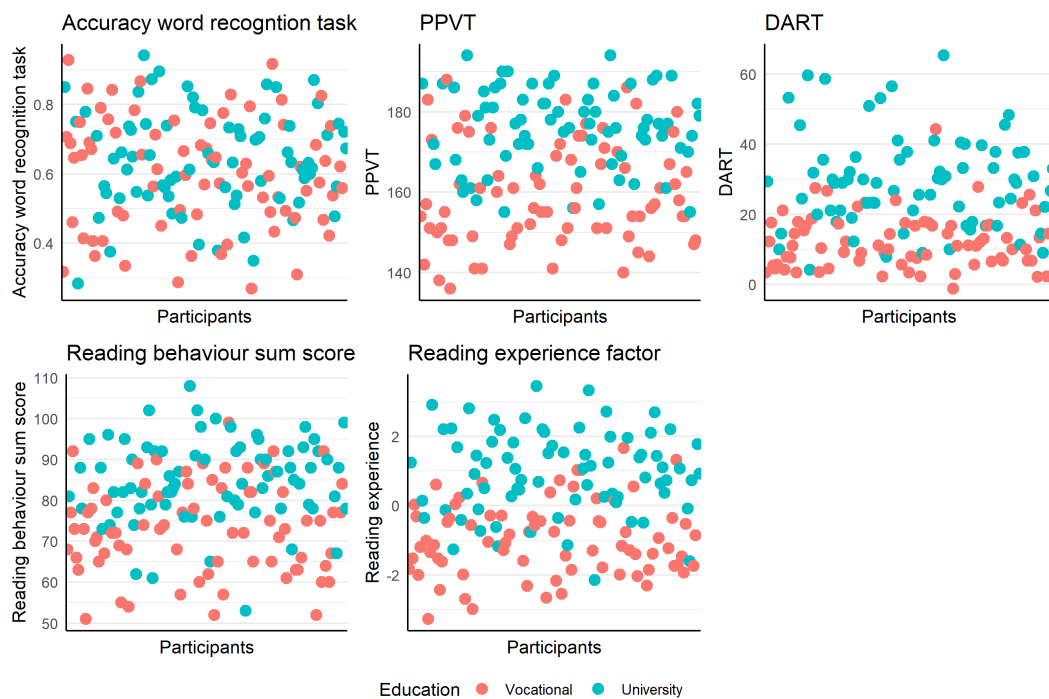 Accuracy word recogntion task
Accuracy word recognition task
0.8
0.6
0.4
Participants
PPVT
PPVT
180
160
140
Participants
DART
DART
60
40
20
0
Participants
Reading behaviour sum score
Reading behaviour sum score
110
100
90
80
70
60
50
Participants
Reading experience factor
Reading experience
2
0
-2
Participants
Education Vocational University